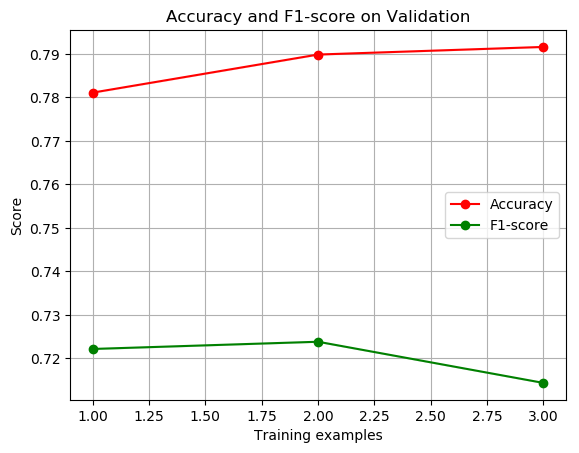 Accuracy and F1-score on Validation
0.79
0.78
0.77
0.76
0.75
0.74
0.73
0.72
Score
Accuracy
F1-score
1.00 1.25 1.50 1.75 2.00 2.25 2.50 2.75 3.00
Training examples